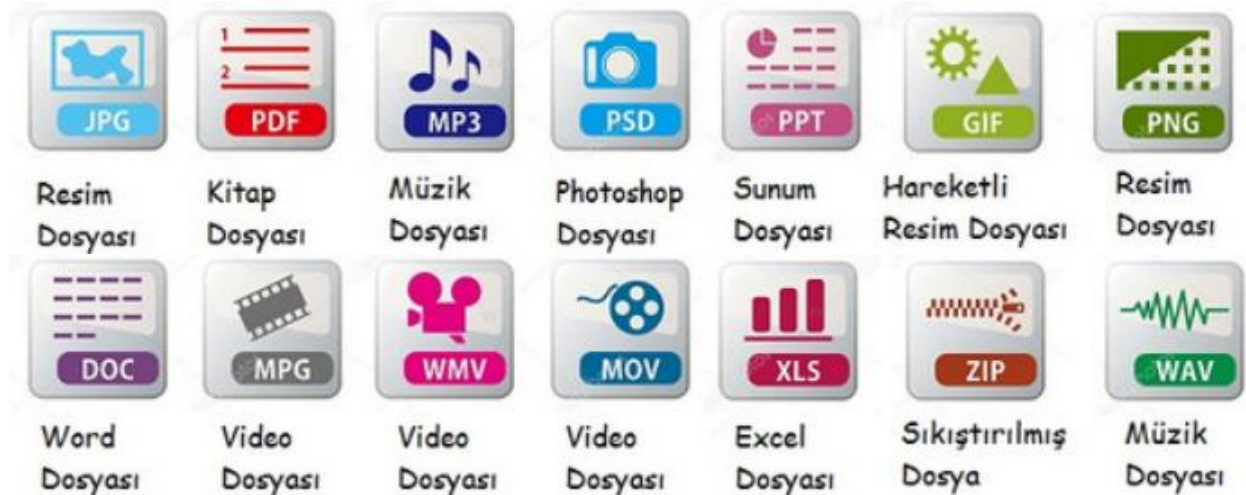 1
2
JPG PDF MP3 PSD PPT GIF PNG
Resim Kitap Müzik Photoshop Sunum Hareketli Resim
Dosyası Dosyası Dosyası Dosyası Dosyası Resim Dosyası Dosyası
DOC MPG WMV MOV XLS ZIP WAV
Word Video Video Video Excel Sıkıştırılmış Müzik
Dosyası Dosyası Dosyası Dosyası Dosyası Dosya Dosyası